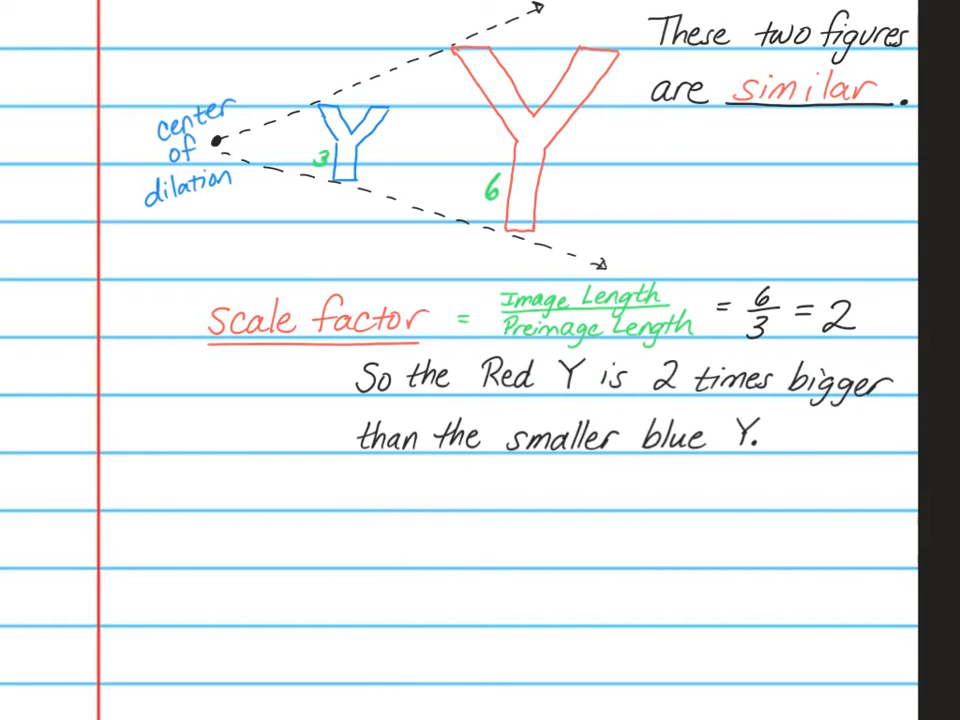 These two figures
are similar.
center
of
dilation
3
6
Y
Y
scale factor = Image Length / Preimage Length = 6/3 = 2
So the Red Y is 2 times bigger
than the smaller blue Y.